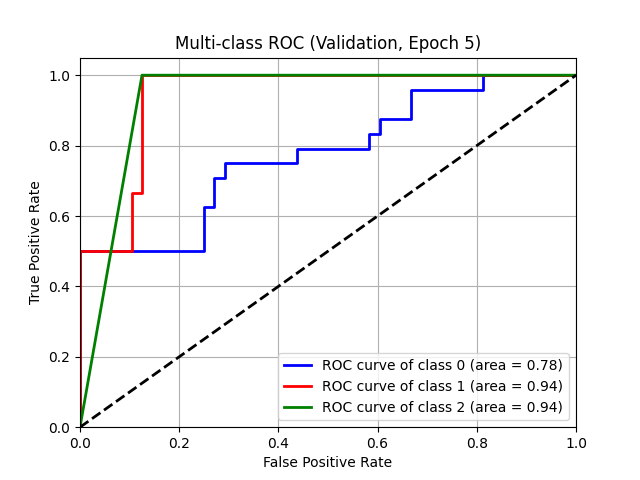 Multi-class ROC (Validation, Epoch 5)
True Positive Rate
1.0
0.8
0.6
0.4
0.2
0.0
ROC curve of class 0 (area = 0.78)
ROC curve of class 1 (area = 0.94)
ROC curve of class 2 (area = 0.94)
0.0 0.2 0.4 0.6 0.8 1.0
False Positive Rate